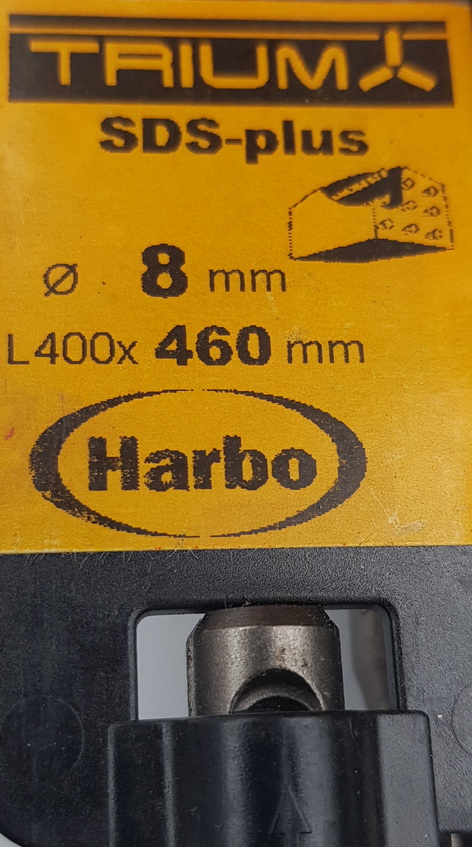 TRIUM
SDS-plus
ø 8 mm
L400x 460 mm
Harbo